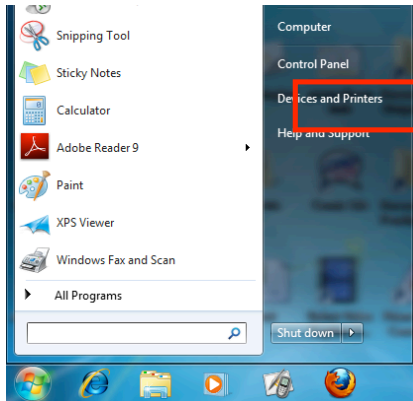 Snipping Tool
Sticky Notes
Calculator
Adobe Reader 9
Paint
XPS Viewer
Windows Fax and Scan
All Programs
Computer
Control Panel
Devices and Printers
Help and Support
Shut down